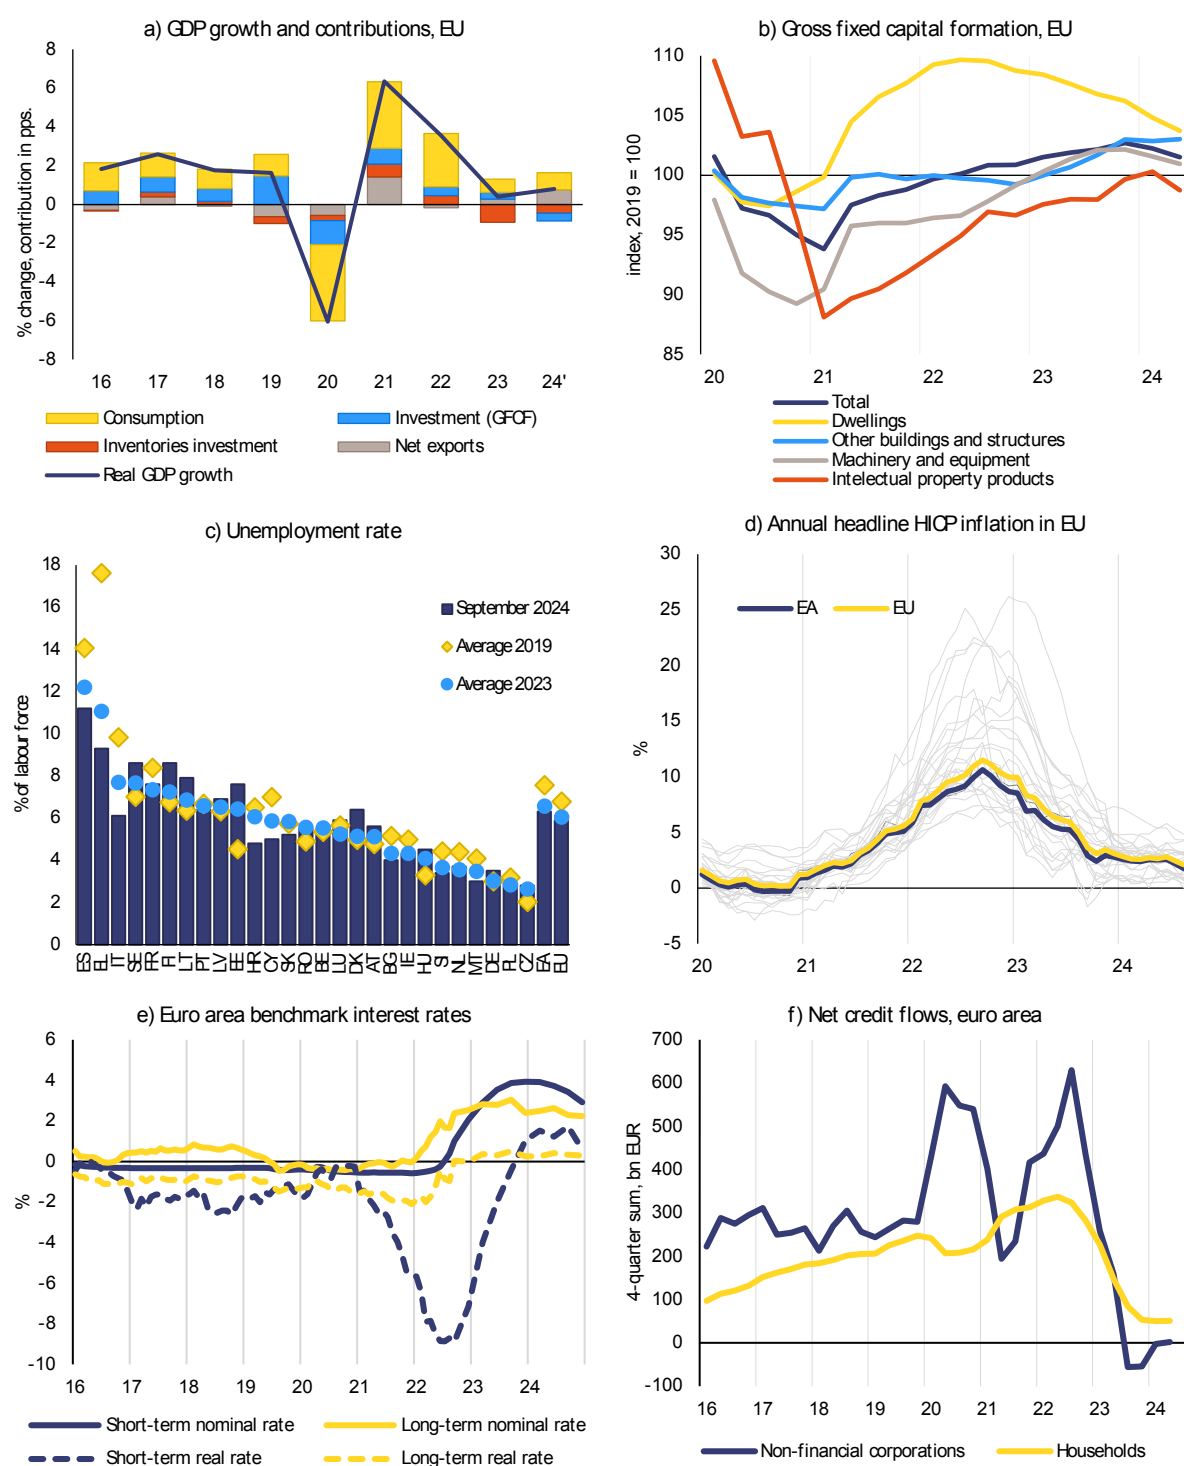 a) GDP growth and contributions, EU
% change, contribution in pps.
8
6
4
2
0
-2
-4
-6
-8
16 17 18 19 20 21 22 23 24'
Consumption
Investment (GFCF)
Inventories investment
Net exports
Real GDP growth
b) Gross fixed capital formation, EU
index, 2019 = 100
110
105
100
95
90
85
20 21 22 23 24
Total
Dwellings
Other buildings and structures
Machinery and equipment
Intelectual property products
c) Unemployment rate
% of labour force
18
16
14
12
10
8
6
4
2
0
September 2024
Average 2019
Average 2023
ES EL IT SE FR FI LT PT LV EE HR CY SK RO BE LU DK AT BG IE HU SI NL MT DE PL CZ EA EU
d) Annual headline HICP inflation in EU
%
30
25
20
15
10
5
0
-5
EA
EU
20 21 22 23 24
e) Euro area benchmark interest rates
%
6
4
2
0
-2
-4
-6
-8
-10
16 17 18 19 20 21 22 23 24
Short-term nominal rate
Long-term nominal rate
Short-term real rate
Long-term real rate
f) Net credit flows, euro area
4-quarter sum, bn EUR
700
600
500
400
300
200
100
0
-100
16 17 18 19 20 21 22 23 24
Non-financial corporations
Households